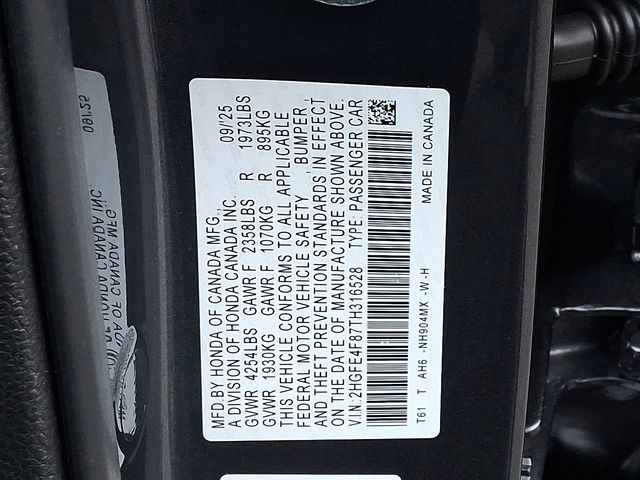 MFD. BY HONDA OF CANADA MFG., 09/25
A DIVISION OF HONDA CANADA INC.
GVWR 4254LBS GAWR F 2358LBS R 1973LBS
GVWR 1930KG GAWR F 1070KG R 895KG
THIS VEHICLE CONFORMS TO ALL APPLICABLE
FEDERAL MOTOR VEHICLE SAFETY, BUMPER,
AND THEFT PREVENTION STANDARDS IN EFFECT
ON THE DATE OF MANUFACTURE SHOWN ABOVE.
V.I.N.:2HGFE4F87TH316528 TYPE: PASSENGER CAR
T61 T AH6 -NH904MX -W-H MADE IN CANADA